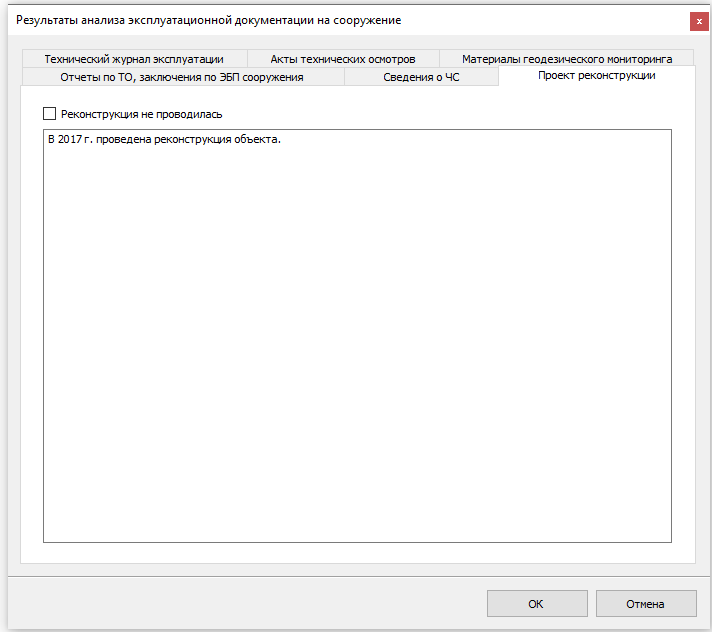 Результаты анализа эксплуатационной документации на сооружение
x
Технический журнал эксплуатации
Акты технических осмотров
Материалы геодезического мониторинга
Отчеты по ТО, заключения по ЭБП сооружения
Сведения о ЧС
Проект реконструкции
Реконструкция не проводилась
В 2017 г. проведена реконструкция объекта.
OK
Отмена